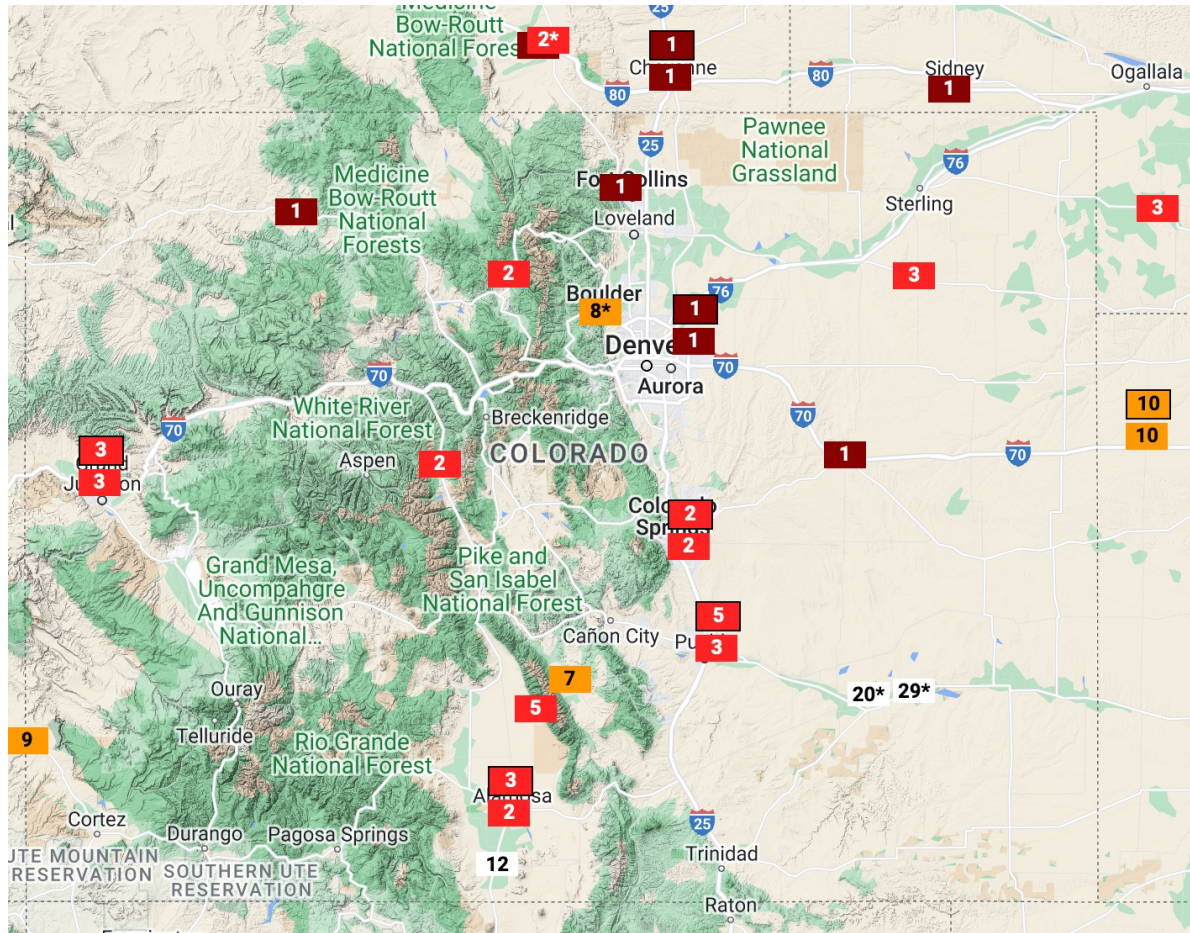 Medicine
Bow-Routt
National Forest
2*
25
1
Cheyenne
1
80
80
Sidney
1
Ogallala
Pawnee
National
Grassland
25
76
Medicine
Bow-Routt
National
Forests
1
Fort Collins
1
Loveland
Sterling
3
2
3
76
Boulder
8*
1
Denver
1
Aurora
70
70
White River
National Forest
Breckenridge
70
10
10
70
3
Grand
Junction
3
Aspen
2
COLORADO
70
1
70
Colorado
Springs
2
2
Grand Mesa,
Uncompahgre
And Gunnison
National...
Pike and
San Isabel
National Forest
Cañon City
5
Pueblo
3
7
5
20*
29*
Ouray
Telluride
9
Rio Grande
National Forest
3
Alamosa
2
12
Cortez
Durango
Pagosa Springs
25
Trinidad
UTE MOUNTAIN
RESERVATION
SOUTHERN UTE
RESERVATION
Raton